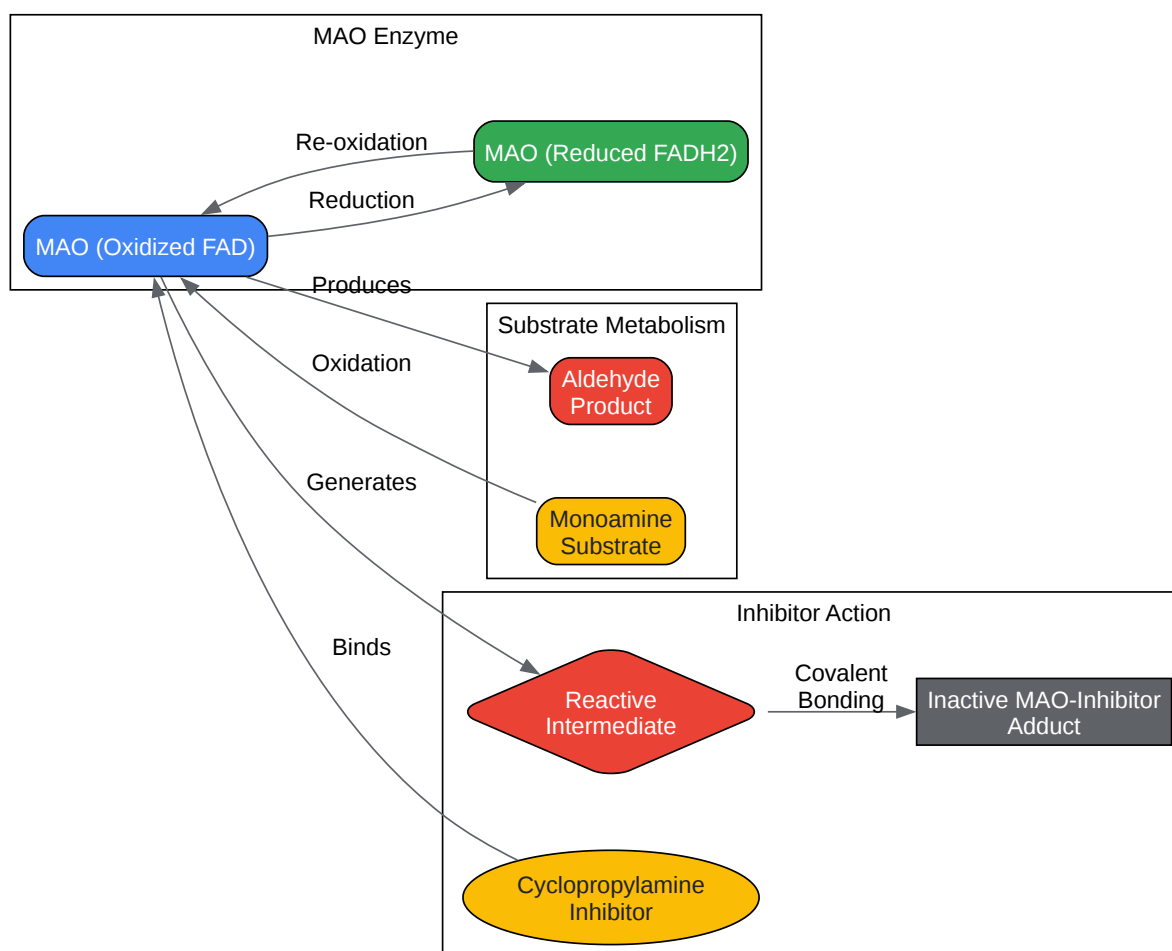 MAO Enzyme
Re-oxidation
MAO (Reduced FADH2)
Reduction
MAO (Oxidized FAD)
Produces
Substrate Metabolism
Oxidation
Aldehyde
Product
Generates
Monoamine
Substrate
Inhibitor Action
Binds
Reactive
Intermediate
Covalent
Bonding
Inactive MAO-Inhibitor
Adduct
Cyclopropylamine
Inhibitor